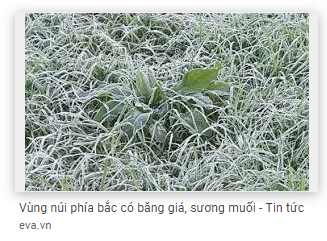 Vùng núi phía bắc có băng giá, sương muối - Tin tức
eva.vn